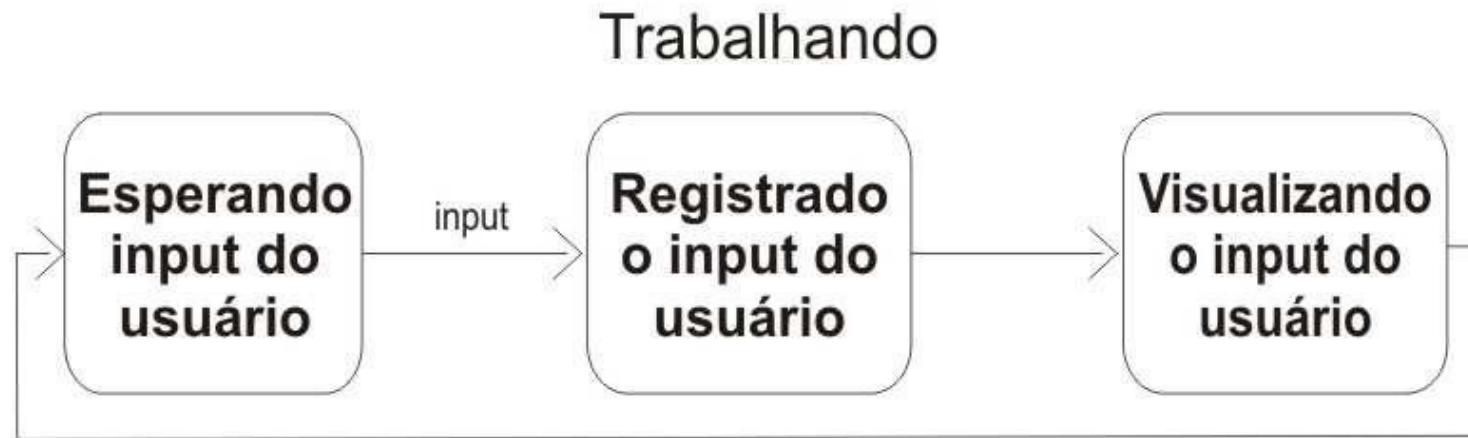 Trabalhando
Esperando
input do
usuário
input
Registrado
o input do
usuário
Visualizando
o input do
usuário